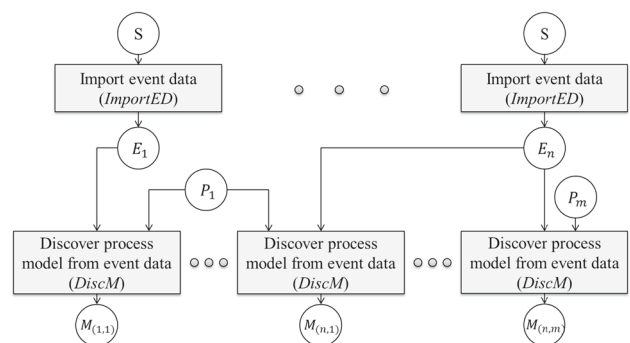 S
S
Import event data
(ImportED)
Import event data
(ImportED)
E₁
Eₙ
P₁
Pₘ
Discover process
model from event data
(DiscM)
Discover process
model from event data
(DiscM)
Discover process
model from event data
(DiscM)
M₍₁,₁₎
M₍ₙ,₁₎
M₍ₙ,ₘ₎